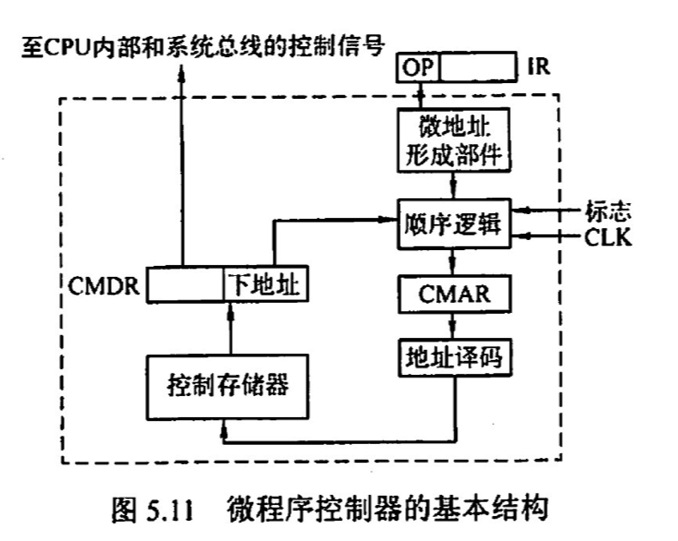 至CPU内部和系统总线的控制信号
OP
IR
微地址
形成部件
顺序逻辑
标志
CLK
CMDR
下地址
CMAR
控制存储器
地址译码
图 5.11 微程序控制器的基本结构